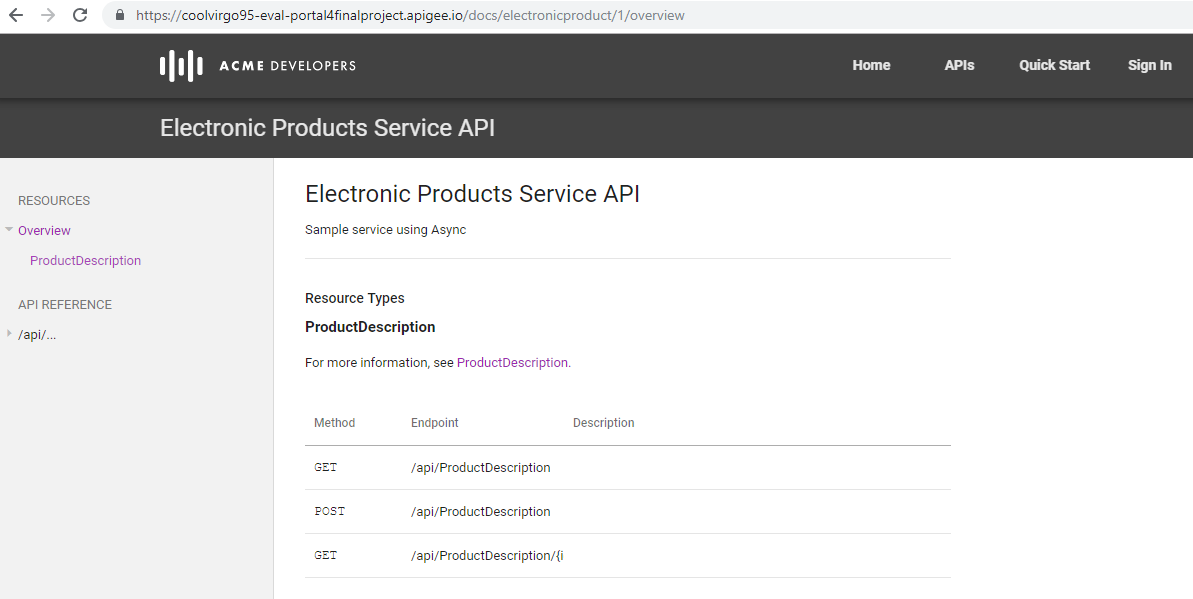 https://coolvirgo95-eval-portal4finalproject.apigee.io/docs/electronicproduct/1/overview
ACME DEVELOPERS
Home APIs Quick Start Sign In
Electronic Products Service API
RESOURCES
Overview
ProductDescription
API REFERENCE
/api/...
Electronic Products Service API
Sample service using Async
Resource Types
ProductDescription
For more information, see ProductDescription.
Method Endpoint Description
GET /api/ProductDescription
POST /api/ProductDescription
GET /api/ProductDescription/{i